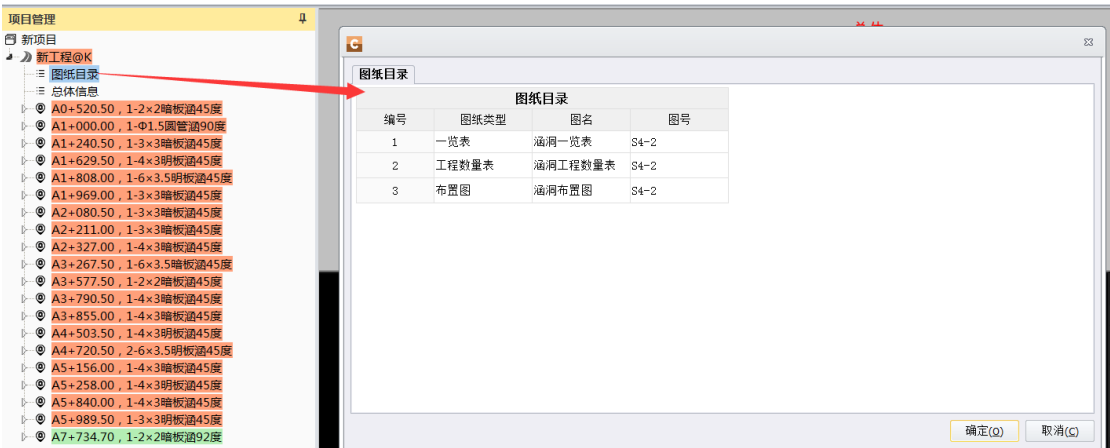 项目管理
新项目
新工程@K
图纸目录
总体信息
A0+520.50，1-2×2暗板涵45度
A1+000.00，1-Φ1.5圆管涵90度
A1+240.50，1-3×3暗板涵45度
A1+629.50，1-4×3明板涵45度
A1+808.00，1-6×3.5明板涵45度
A1+969.00，1-3×3暗板涵45度
A2+080.50，1-3×3暗板涵45度
A2+211.00，1-3×3暗板涵45度
A2+327.00，1-4×3暗板涵45度
A3+267.50，1-6×3.5暗板涵45度
A3+577.50，1-2×2暗板涵45度
A3+790.50，1-4×3暗板涵45度
A3+855.00，1-4×3暗板涵45度
A4+503.50，1-4×3明板涵45度
A4+720.50，2-6×3.5明板涵45度
A5+156.00，1-4×3暗板涵45度
A5+258.00，1-4×3明板涵45度
A5+840.00，1-4×3暗板涵45度
A5+989.50，1-3×3明板涵45度
A7+734.70，1-2×2暗板涵92度
C
图纸目录
图纸目录
编号 图纸类型 图名 图号
1 一览表 涵洞一览表 S4-2
2 工程数量表 涵洞工程数量表 S4-2
3 布置图 涵洞布置图 S4-2
确定(O) 取消(C)